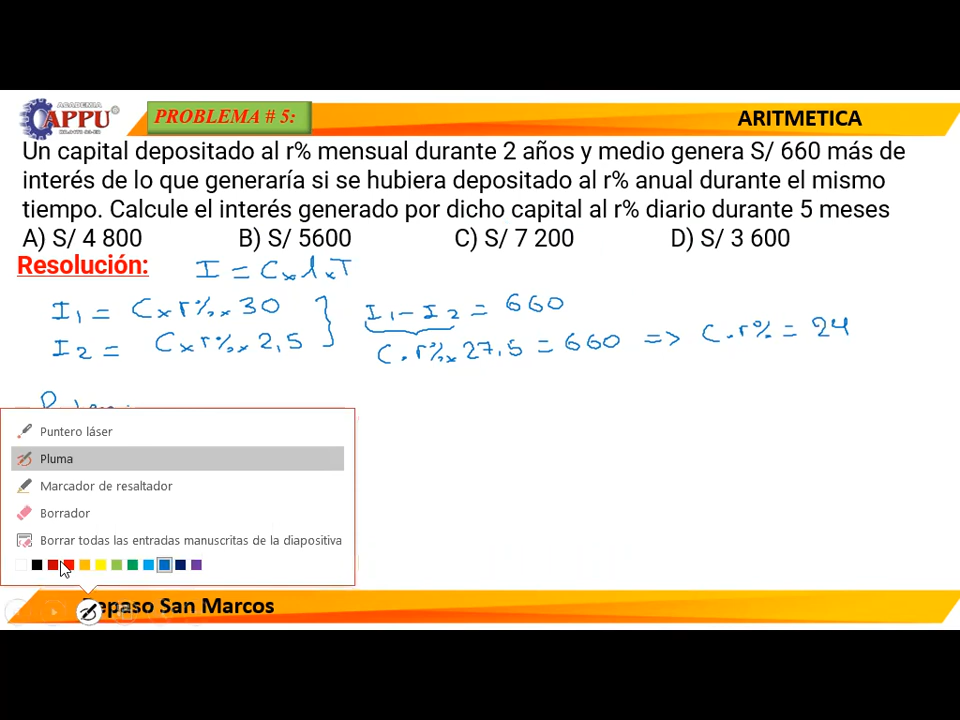 ACADEMIA
APPU
PROBLEMA # 5:
ARITMETICA
Un capital depositado al r% mensual durante 2 años y medio genera S/ 660 más de
interés de lo que generaría si se hubiera depositado al r% anual durante el mismo
tiempo. Calcule el interés generado por dicho capital al r% diario durante 5 meses
A) S/ 4 800 B) S/ 5600 C) S/ 7 200 D) S/ 3 600
Resolución: I = C x i x T
I₁ = C x r% x 30
I₂ = C x r% x 2,5
I₁ - I₂ = 660
C . r% x 27,5 = 660 => C . r% = 24
Puntero láser
Pluma
Marcador de resaltador
Borrador
Borrar todas las entradas manuscritas de la diapositiva
epaso San Marcos